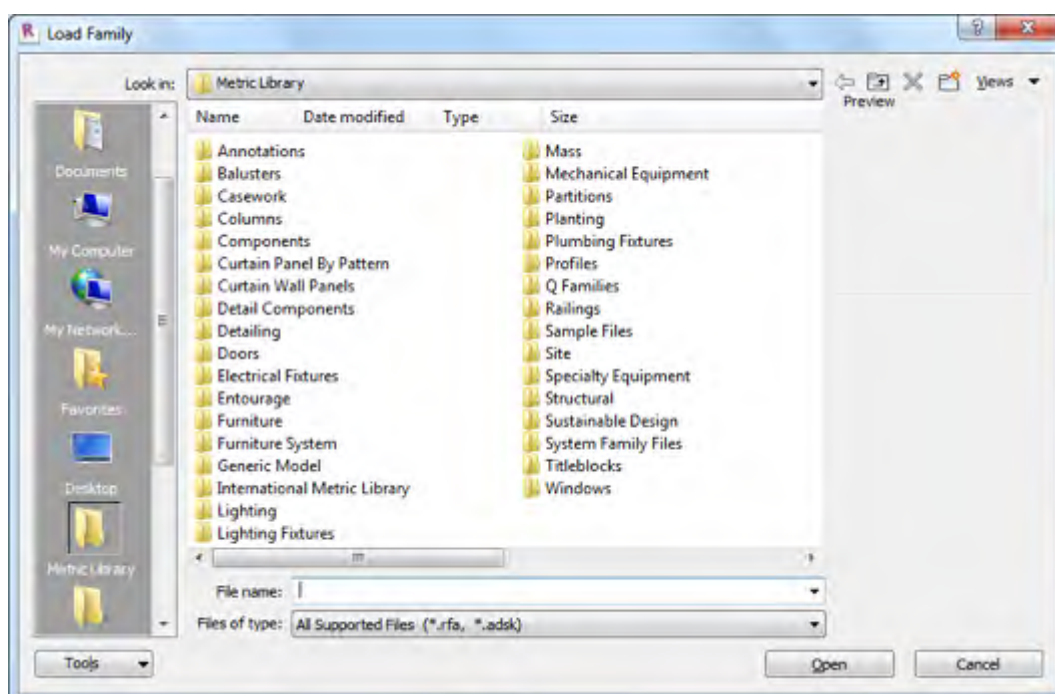 Load Family
Look in: Metric Library
Views
Preview
Documents
My Computer
My Network...
Favorites
Desktop
Metric Library
Name Date modified Type Size
Annotations
Balusters
Casework
Columns
Components
Curtain Panel By Pattern
Curtain Wall Panels
Detail Components
Detailing
Doors
Electrical Fixtures
Entourage
Furniture
Furniture System
Generic Model
International Metric Library
Lighting
Lighting Fixtures
Mass
Mechanical Equipment
Partitions
Planting
Plumbing Fixtures
Profiles
Q Families
Railings
Sample Files
Site
Specialty Equipment
Structural
Sustainable Design
System Family Files
Titleblocks
Windows
File name:
Files of type: All Supported Files (*.rfa, *.adsk)
Tools
Open
Cancel